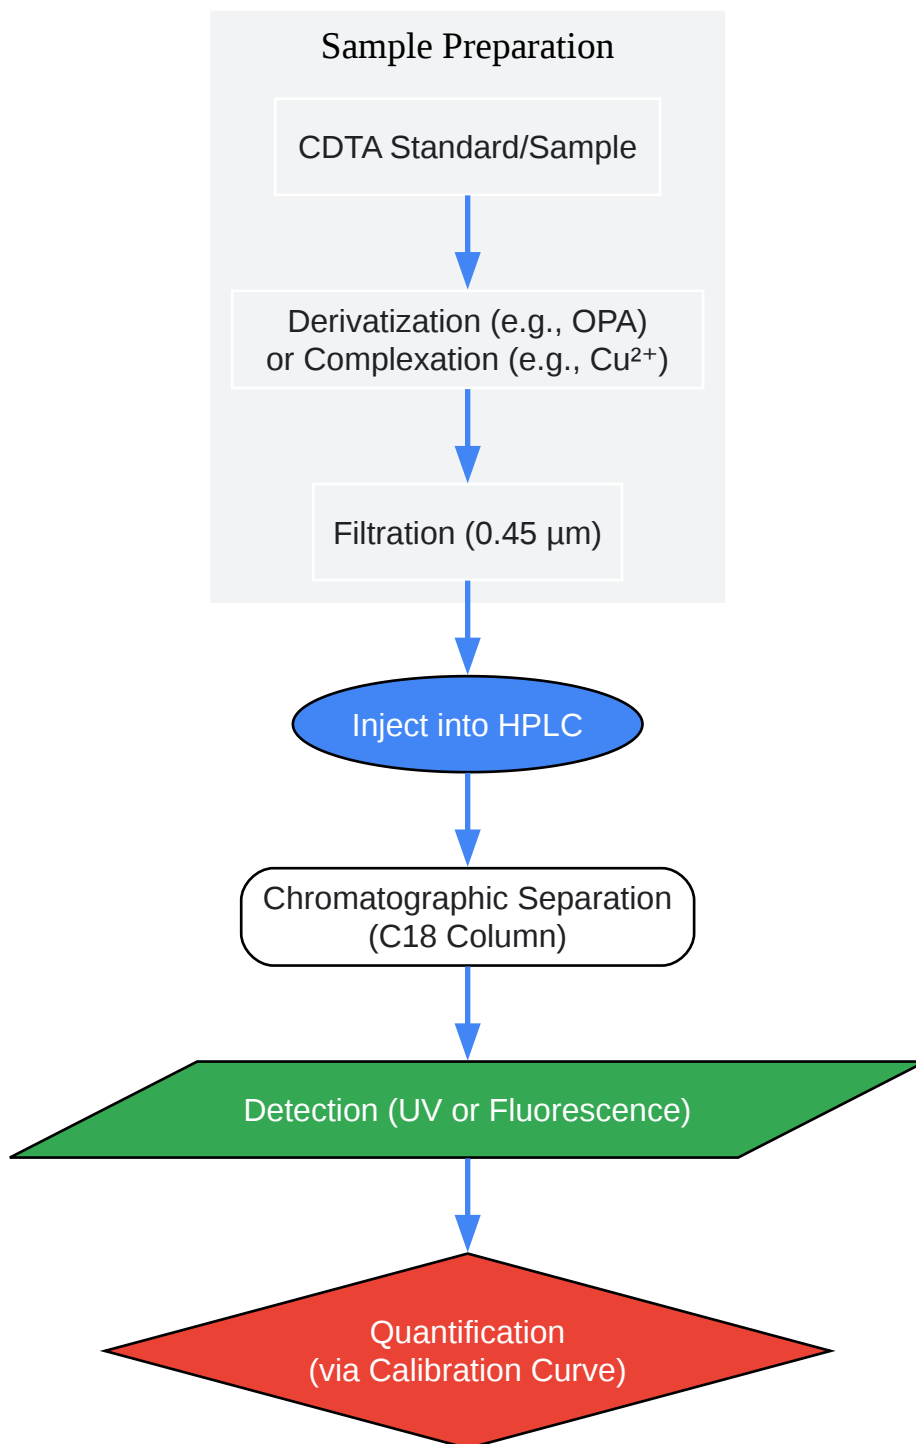 Sample Preparation
CDTA Standard/Sample
Derivatization (e.g., OPA)
or Complexation (e.g., Cu²⁺)
Filtration (0.45 µm)
Inject into HPLC
Chromatographic Separation
(C18 Column)
Detection (UV or Fluorescence)
Quantification
(via Calibration Curve)